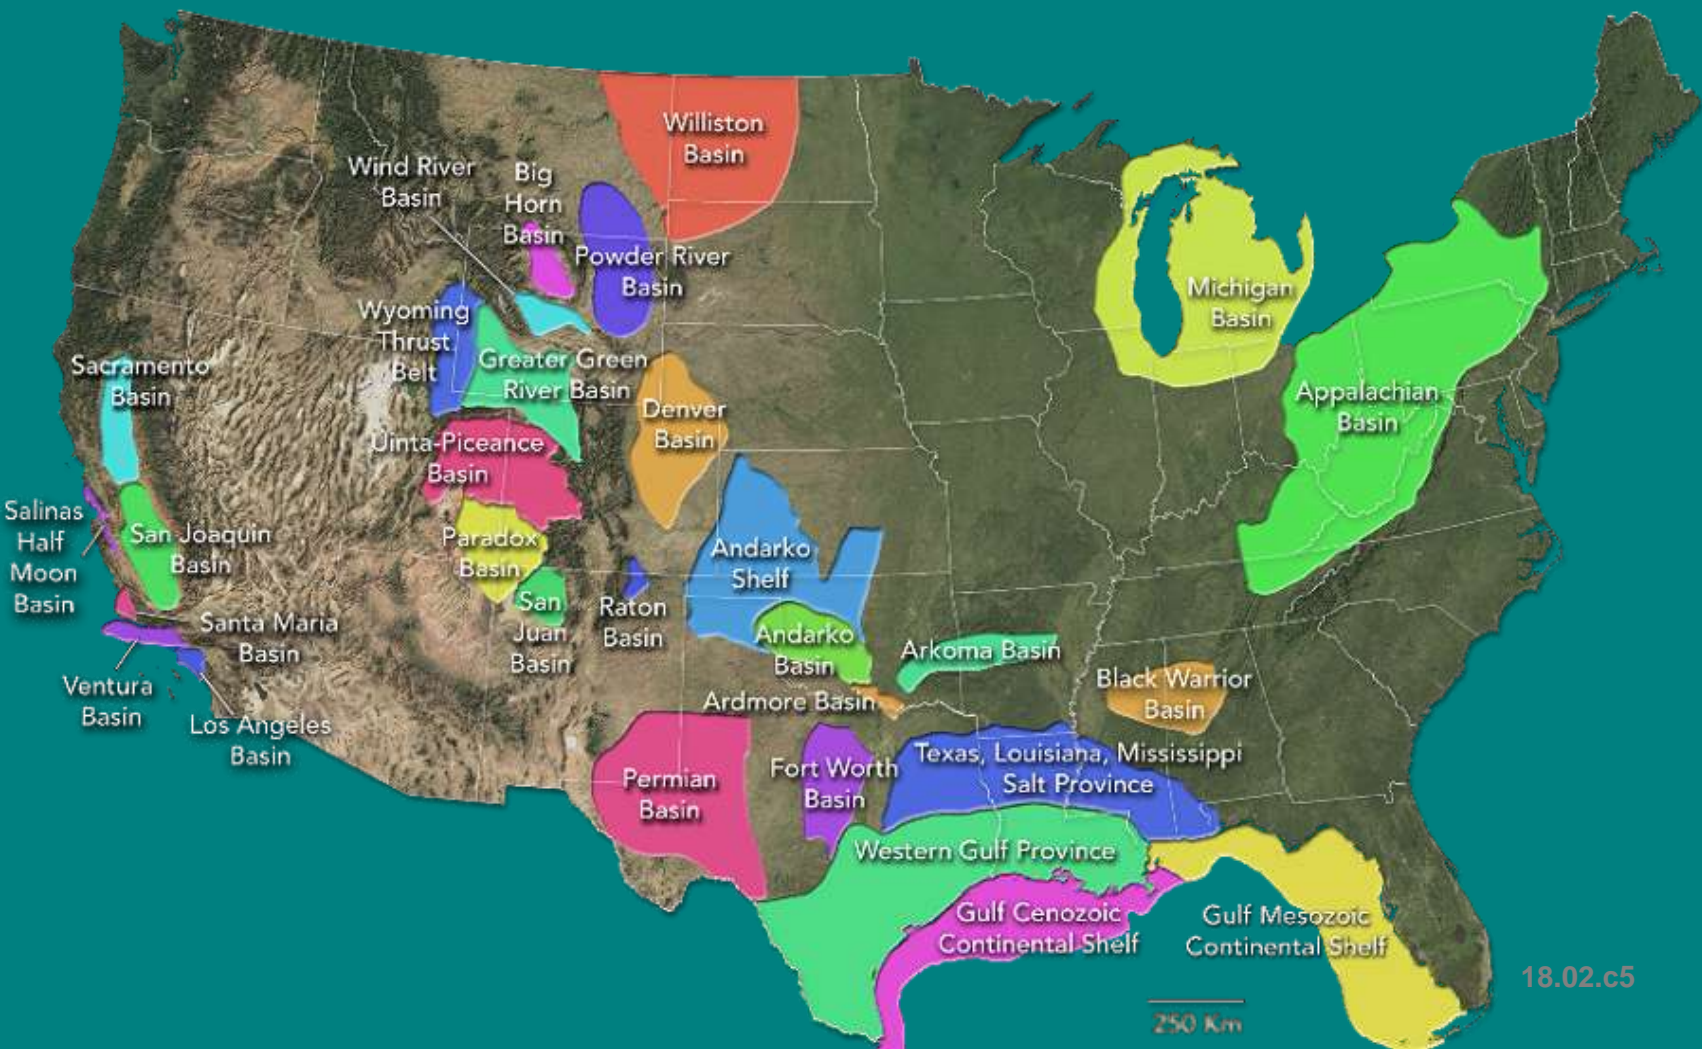 Williston
Basin
Wind River
Basin
Big
Horn
Basin
Powder River
Basin
Michigan
Basin
Wyoming
Thrust
Belt
Greater Green
River Basin
Sacramento
Basin
Denver
Basin
Appalachian
Basin
Uinta-Piceance
Basin
Salinas
Half
Moon
Basin
San Joaquin
Basin
Paradox
Basin
Andarko
Shelf
San
Juan
Basin
Raton
Basin
Santa Maria
Basin
Andarko
Basin
Arkoma Basin
Ventura
Basin
Ardmore Basin
Black Warrior
Basin
Los Angeles
Basin
Permian
Basin
Fort Worth
Basin
Texas, Louisiana, Mississippi
Salt Province
Western Gulf Province
Gulf Cenozoic
Continental Shelf
Gulf Mesozoic
Continental Shelf
18.02.c5
250 Km